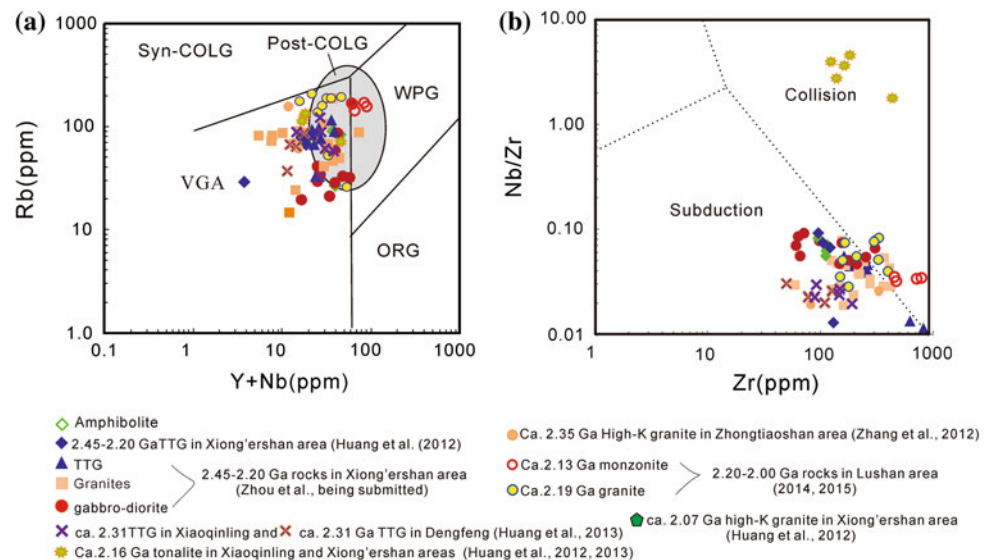 (a)
1000
100
10
1.0
Rb(ppm)
Syn-COLG
Post-COLG
WPG
VGA
ORG
0.1
1
10
100
1000
Y+Nb(ppm)
(b)
10.00
1.00
0.10
0.01
Nb/Zr
Collision
Subduction
1
10
100
1000
Zr(ppm)
Amphibolite
2.45-2.20 GaTTG in Xiong'ershan area (Huang et al. (2012)
TTG
Granites
gabbro-diorite
2.45-2.20 Ga rocks in Xiong'ershan area
(Zhou et al., being submitted)
ca.2.31TTG in Xiaoqinling and ca. 2.31 Ga TTG in Dengfeng (Huang et al., 2013)
Ca.2.16 Ga tonalite in Xiaoqinling and Xiong'ershan areas (Huang et al., 2012, 2013)
Ca. 2.35 Ga High-K granite in Zhongtiaoshan area (Zhang et al., 2012)
Ca.2.13 Ga monzonite
Ca.2.19 Ga granite
2.20-2.00 Ga rocks in Lushan area
(2014, 2015)
ca. 2.07 Ga high-K granite in Xiong'ershan area
(Huang et al., 2012)